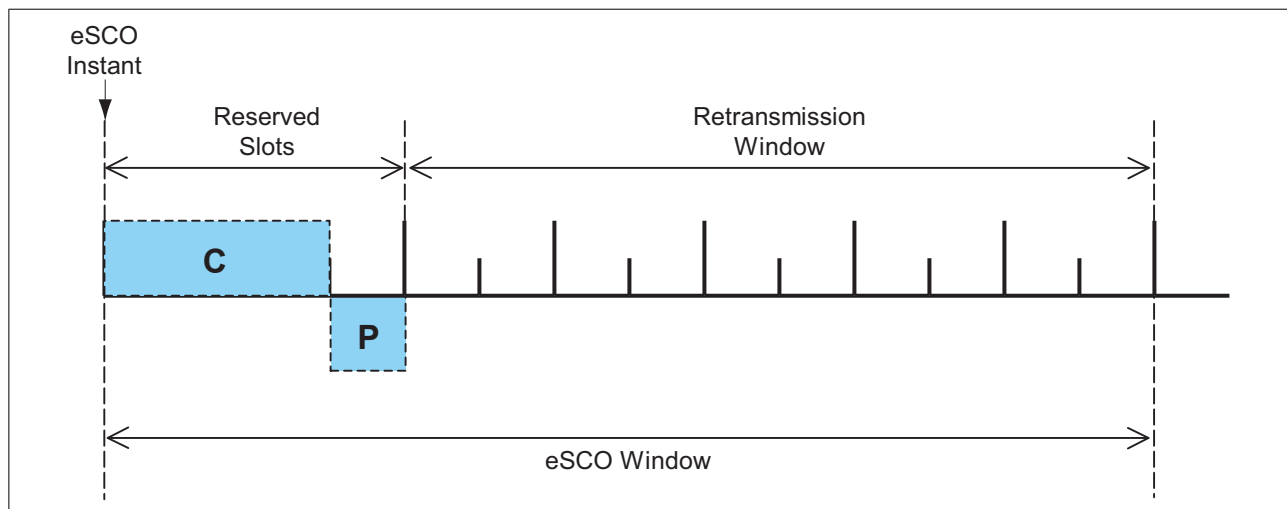 eSCO
Instant
Reserved
Slots
Retransmission
Window
C
P
eSCO Window